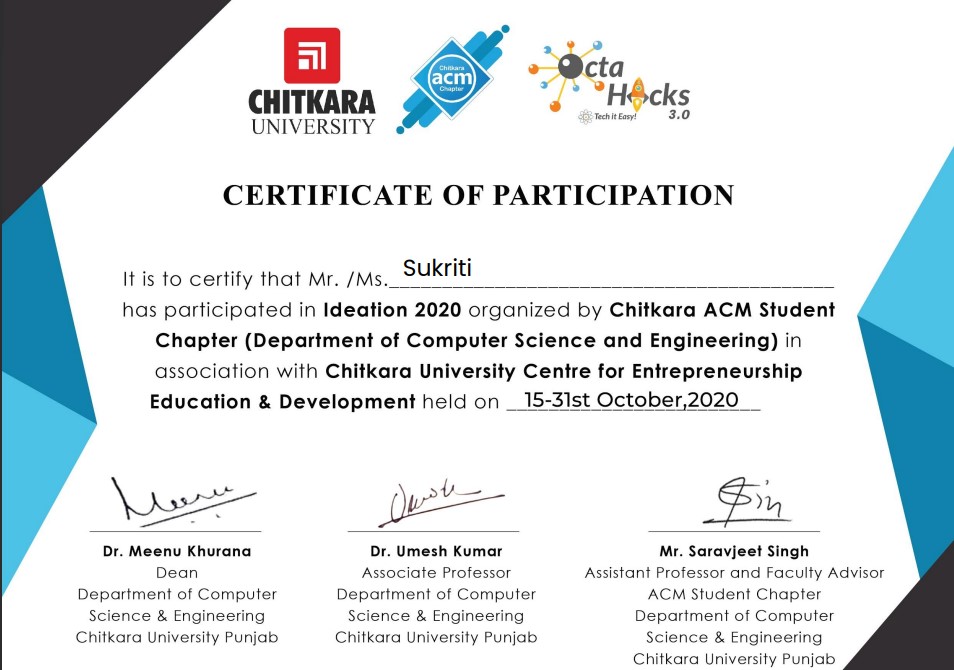 CHITKARA
UNIVERSITY
Chitkara
acm
Chapter
Octa
Hacks
3.0
Tech it Easy!
CERTIFICATE OF PARTICIPATION
It is to certify that Mr. /Ms. Sukriti
has participated in Ideation 2020 organized by Chitkara ACM Student
Chapter (Department of Computer Science and Engineering) in
association with Chitkara University Centre for Entrepreneurship
Education & Development held on 15-31st October,2020
Meenu
Dr. Meenu Khurana
Dean
Department of Computer
Science & Engineering
Chitkara University Punjab
Dr. Umesh Kumar
Associate Professor
Department of Computer
Science & Engineering
Chitkara University Punjab
Mr. Saravjeet Singh
Assistant Professor and Faculty Advisor
ACM Student Chapter
Department of Computer
Science & Engineering
Chitkara University Punjab